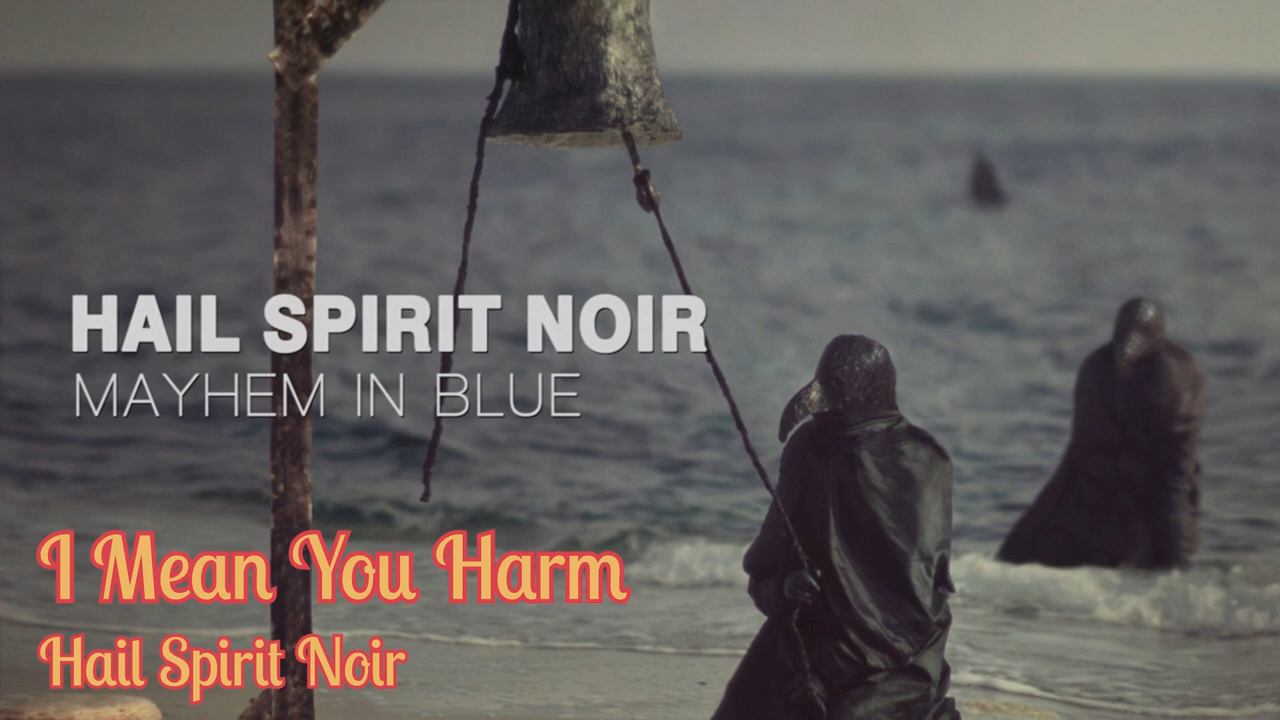 HAIL SPIRIT NOIR
MAYHEM IN BLUE
I Mean You Harm
Hail Spirit Noir